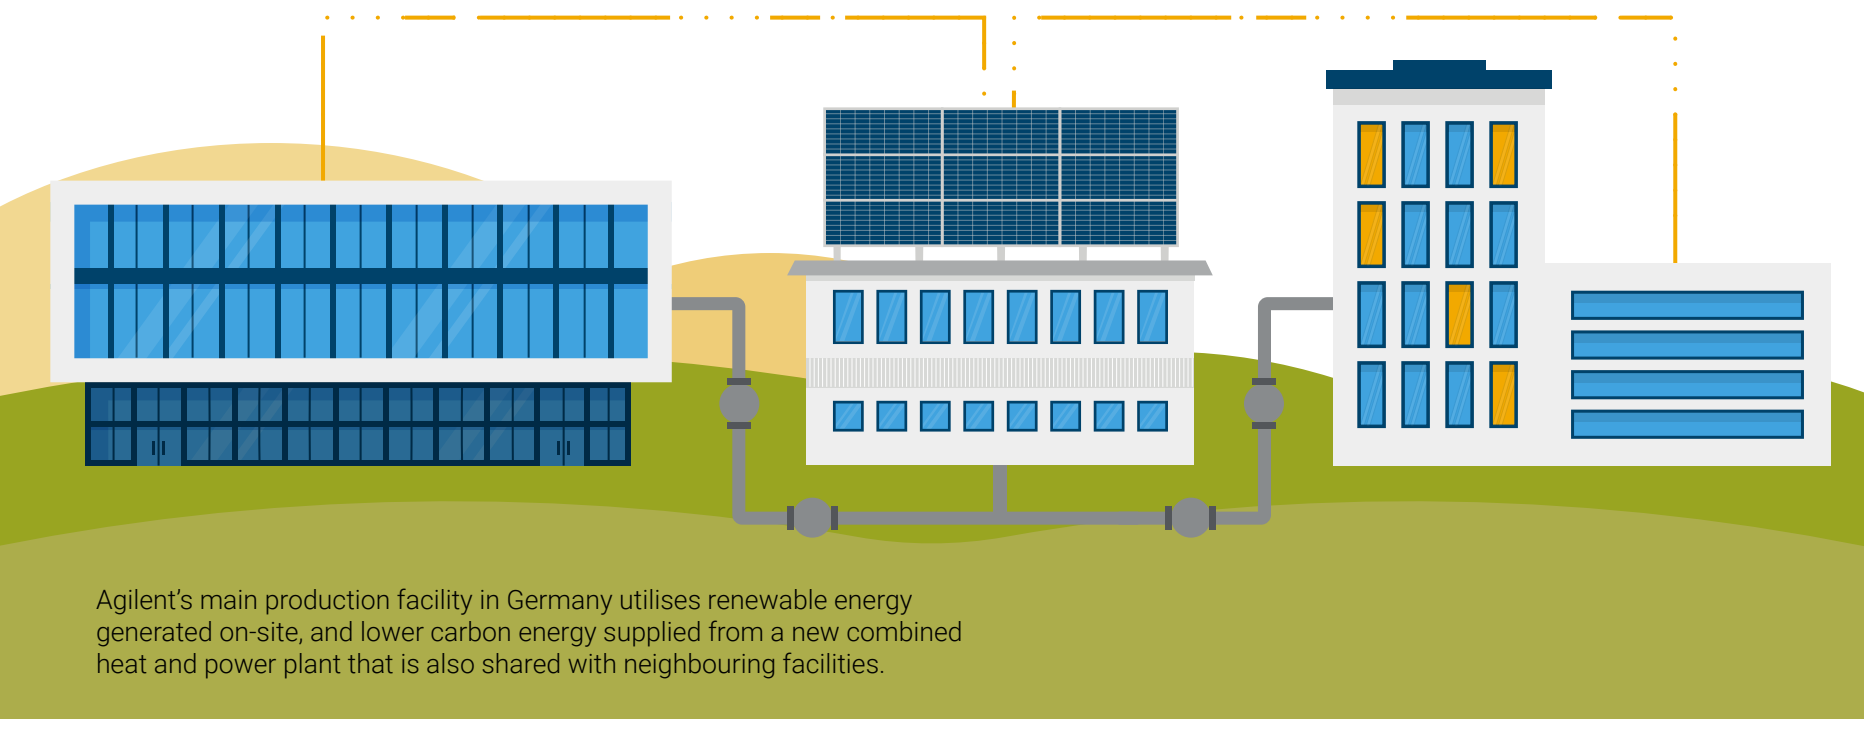 Agilent’s main production facility in Germany utilises renewable energy
generated on-site, and lower carbon energy supplied from a new combined
heat and power plant that is also shared with neighbouring facilities.